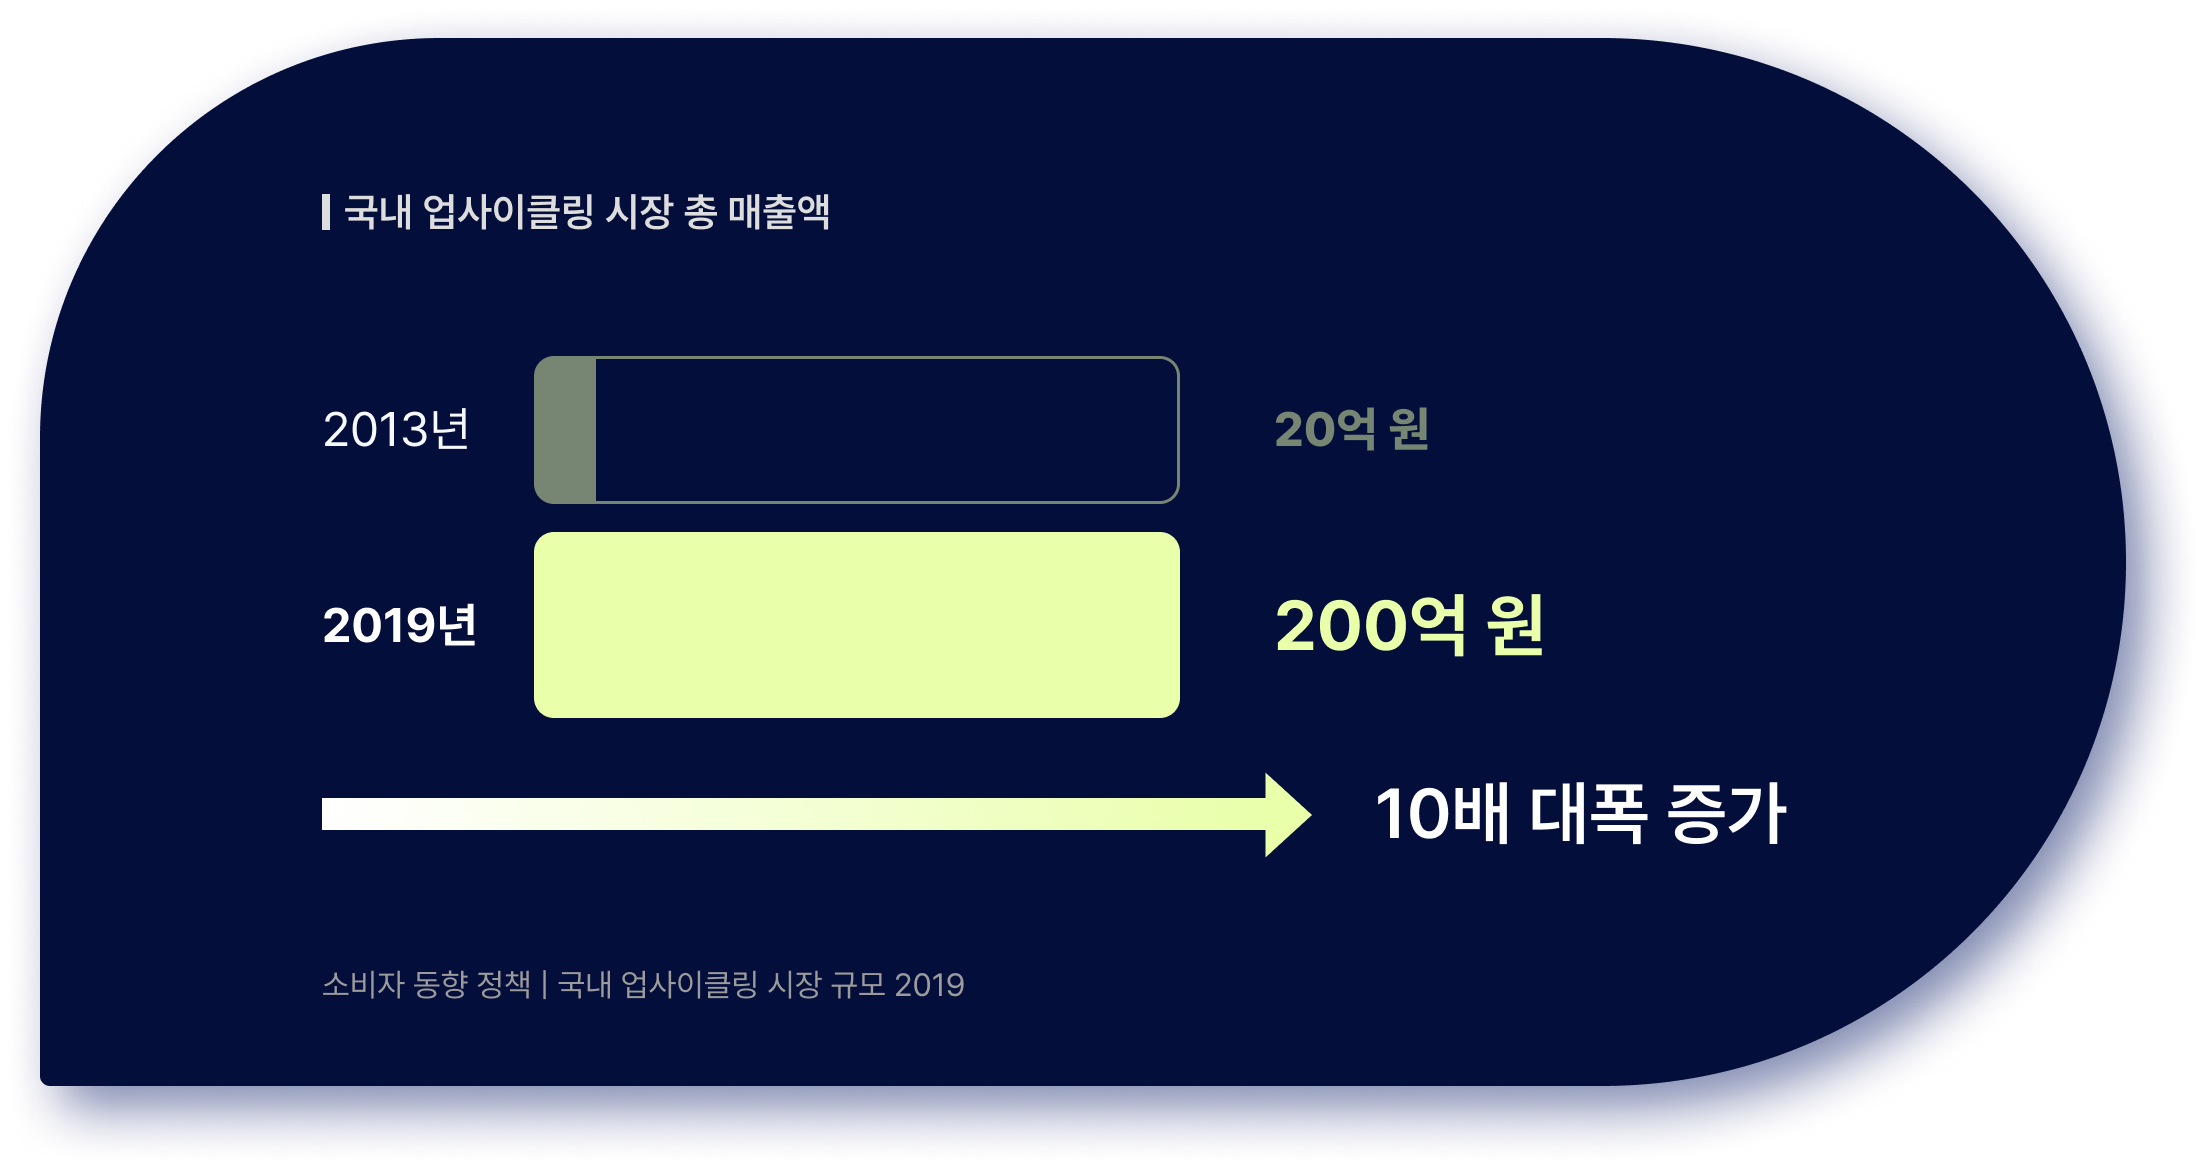 국내 업사이클링 시장 총 매출액
2013년
20억 원
2019년
200억 원
10배 대폭 증가
소비자 동향 정책 | 국내 업사이클링 시장 규모 2019